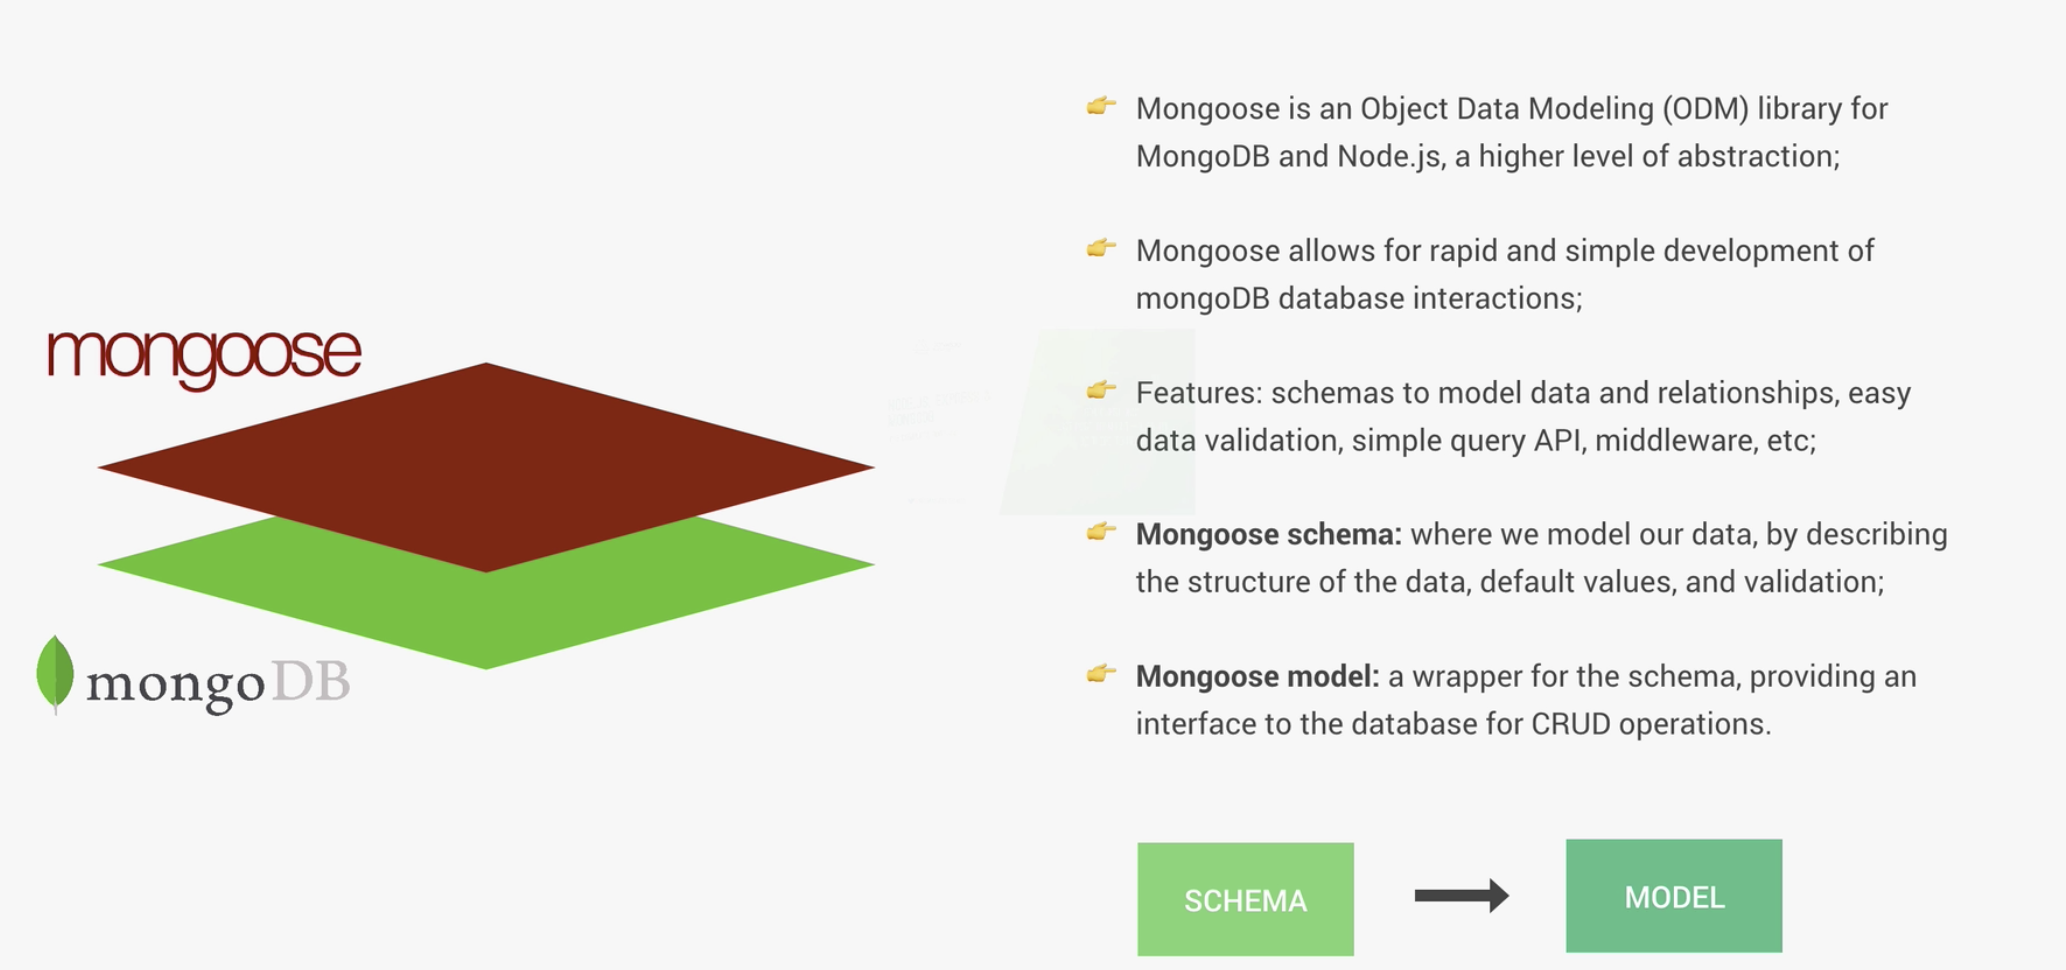 mongoose
mongoDB
👉 Mongoose is an Object Data Modeling (ODM) library for
MongoDB and Node.js, a higher level of abstraction;
👉 Mongoose allows for rapid and simple development of
mongoDB database interactions;
👉 Features: schemas to model data and relationships, easy
data validation, simple query API, middleware, etc;
👉 Mongoose schema: where we model our data, by describing
the structure of the data, default values, and validation;
👉 Mongoose model: a wrapper for the schema, providing an
interface to the database for CRUD operations.
SCHEMA
MODEL